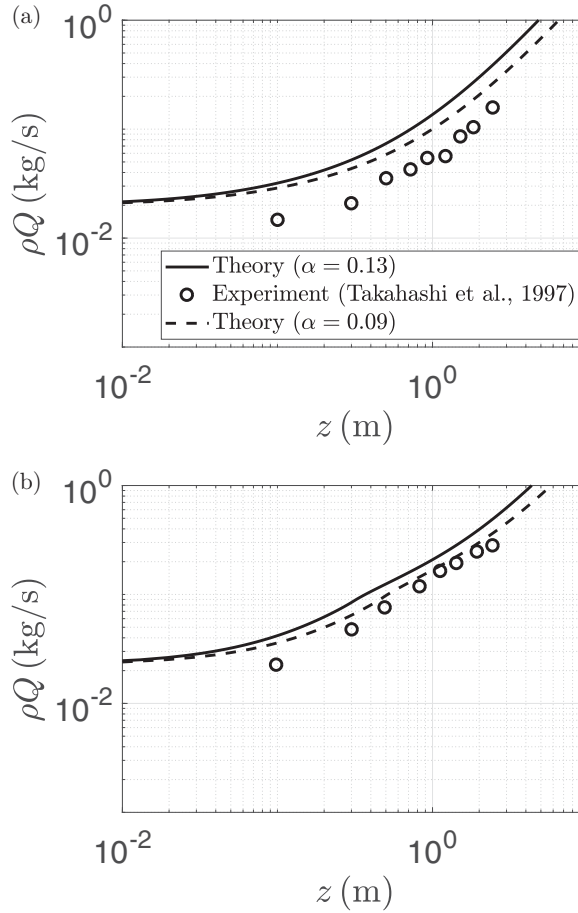 (a)
10^0
10^-2
ρQ (kg/s)
Theory (α = 0.13)
Experiment (Takahashi et al., 1997)
Theory (α = 0.09)
10^-2
10^0
z (m)
(b)
10^0
10^-2
ρQ (kg/s)
10^-2
10^0
z (m)